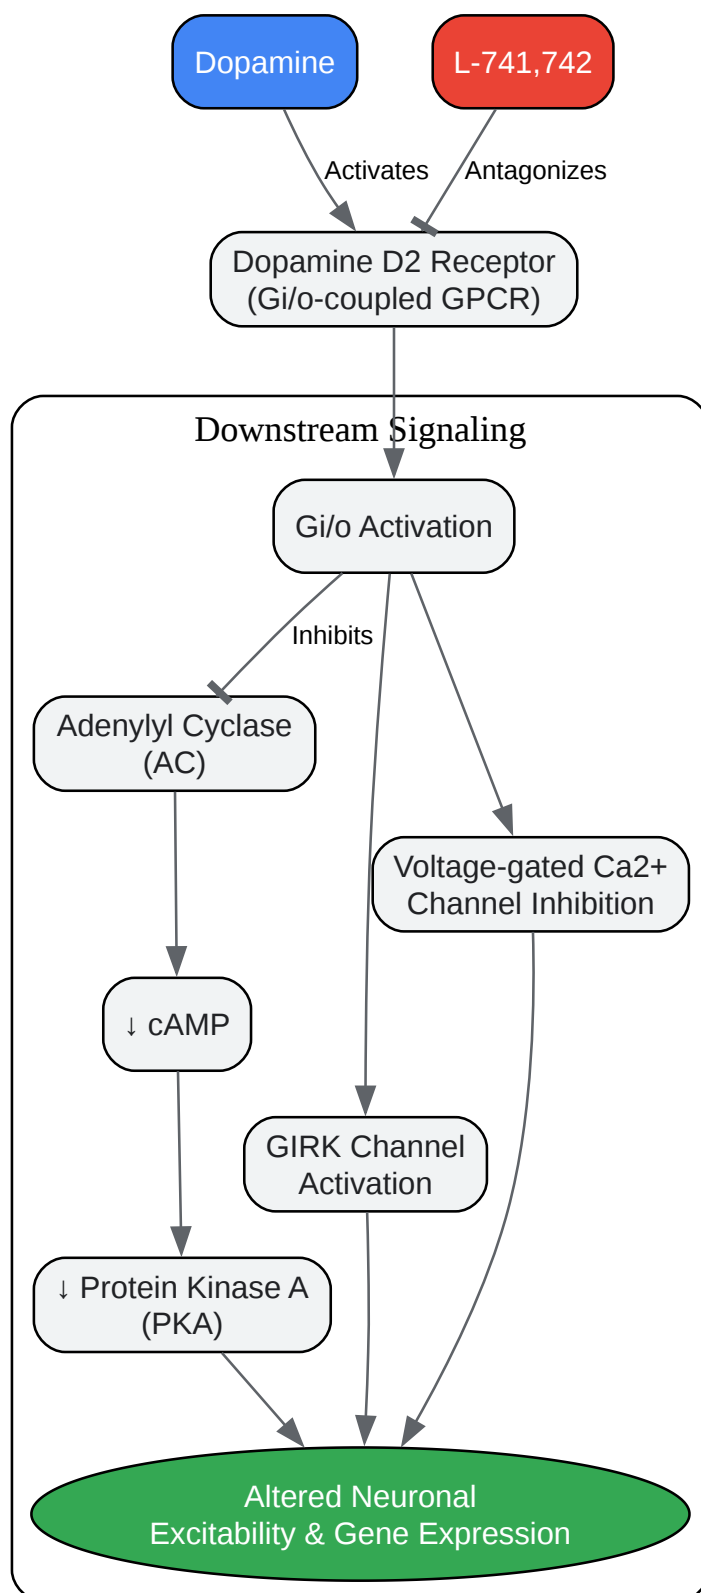 Dopamine
L-741,742
Activates
Antagonizes
Dopamine D2 Receptor
(Gi/o-coupled GPCR)
Downstream Signaling
Gi/o Activation
Inhibits
Adenylyl Cyclase
(AC)
Voltage-gated Ca2+
Channel Inhibition
↓ cAMP
GIRK Channel
Activation
↓ Protein Kinase A
(PKA)
Altered Neuronal
Excitability & Gene Expression